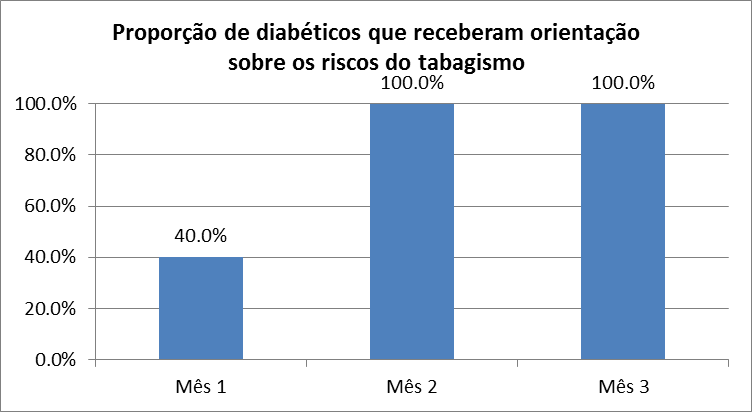 Proporção de diabéticos que receberam orientação
sobre os riscos do tabagismo
100.0% 100.0%
100.0%
80.0%
60.0%
40.0%
40.0%
20.0%
0.0%
Mês 1 Mês 2 Mês 3